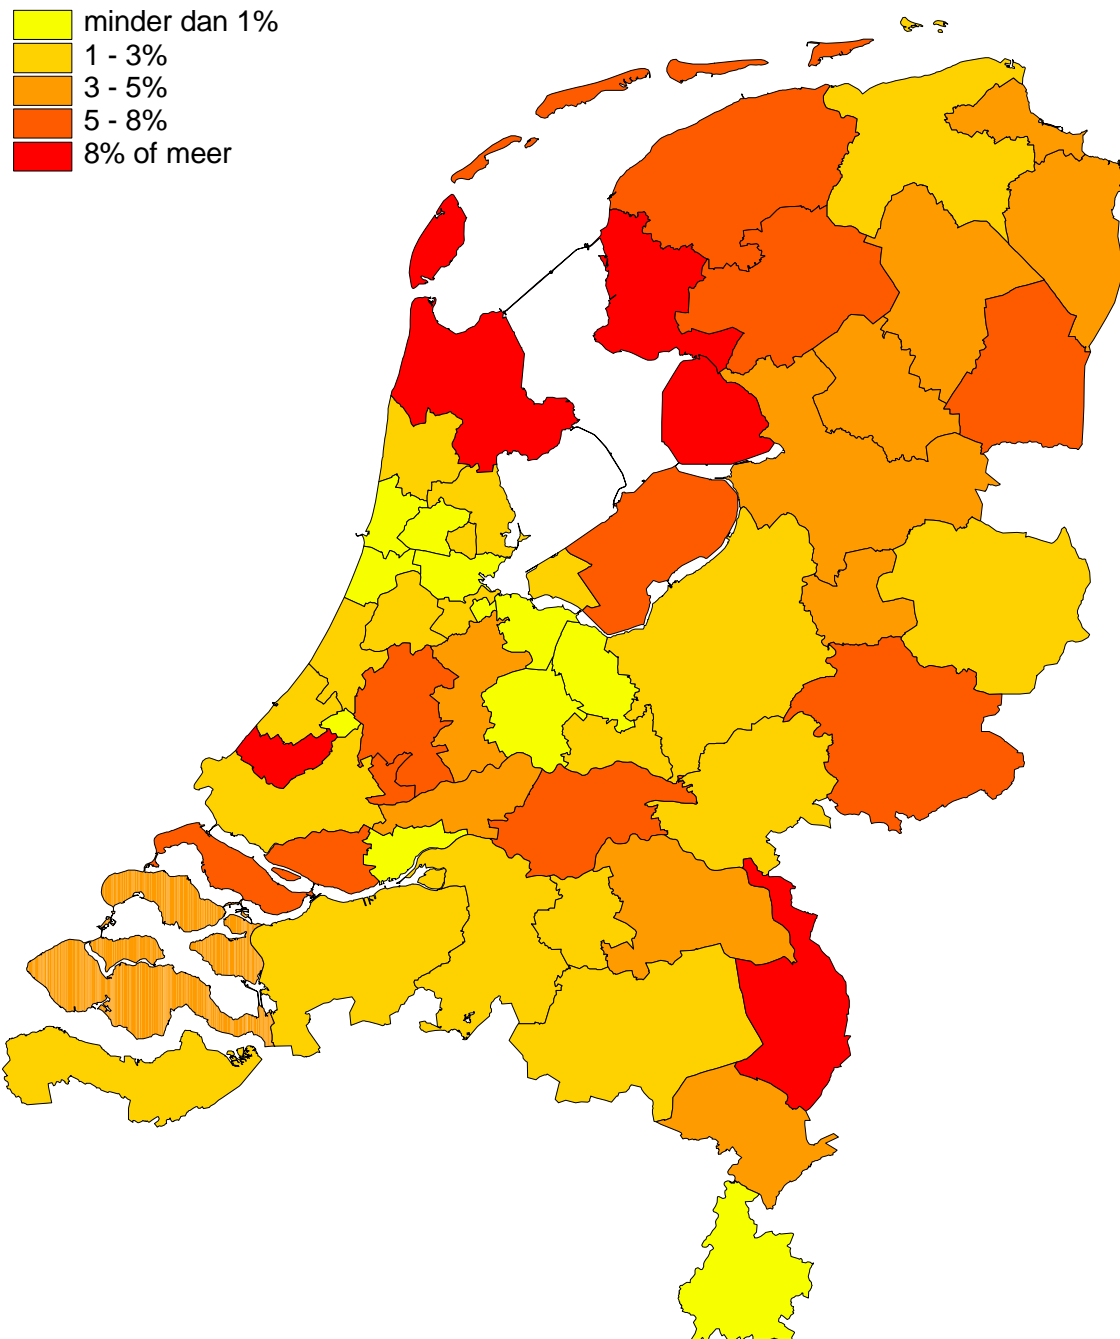 minder dan 1%
1 - 3%
3 - 5%
5 - 8%
8% of meer